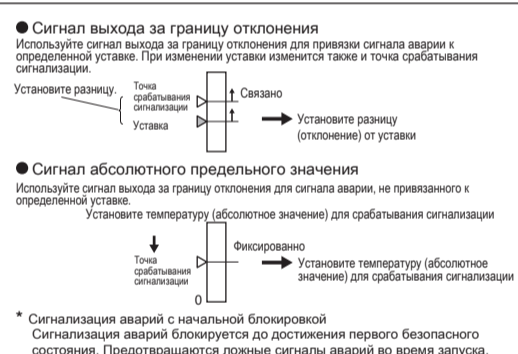 ● Сигнал выхода за границу отклонения
Используйте сигнал выхода за границу отклонения для привязки сигнала аварии к
определенной уставке. При изменении уставки изменится также и точка срабатывания
сигнализации.
Установите разницу.
Точка
срабатывания
сигнализации
Уставка
Связано
Установите разницу
(отклонение) от уставки
● Сигнал абсолютного предельного значения
Используйте сигнал выхода за границу отклонения для сигнала аварии, не привязанного к
определенной уставке.
Установите температуру (абсолютное значение) для срабатывания сигнализации
Точка
срабатывания
сигнализации
0
Фиксированно
Установите температуру (абсолютное
значение) для срабатывания сигнализации
* Сигнализация аварий с начальной блокировкой
Сигнализация аварий блокируется до достижения первого безопасного
состояния. Предотвращаются ложные сигналы аварий во время запуска.